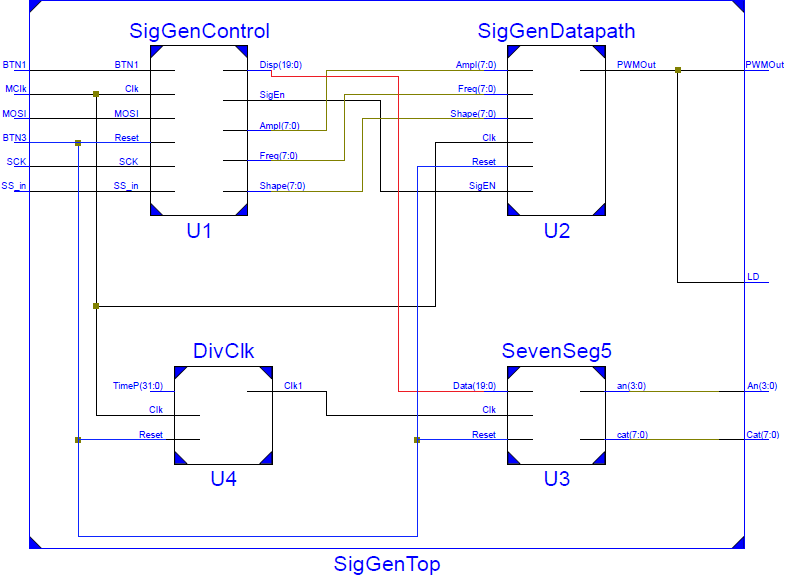 SigGenControl
SigGenDatapath
BTN1
BTN1
Disp(19:0)
Ampl(7:0)
PWMOut
PWMOut
MClk
Clk
SigEn
Freq(7:0)
MOSI
MOSI
Ampl(7:0)
Shape(7:0)
BTN3
Reset
Clk
SCK
SCK
Freq(7:0)
Reset
SS_in
SS_in
Shape(7:0)
SigEN
U1
U2
LD
DivClk
SevenSeg5
TimeP(31:0)
Clk1
Data(19:0)
an(3:0)
An(3:0)
Clk
Clk
Reset
Reset
cat(7:0)
Cat(7:0)
U4
U3
SigGenTop